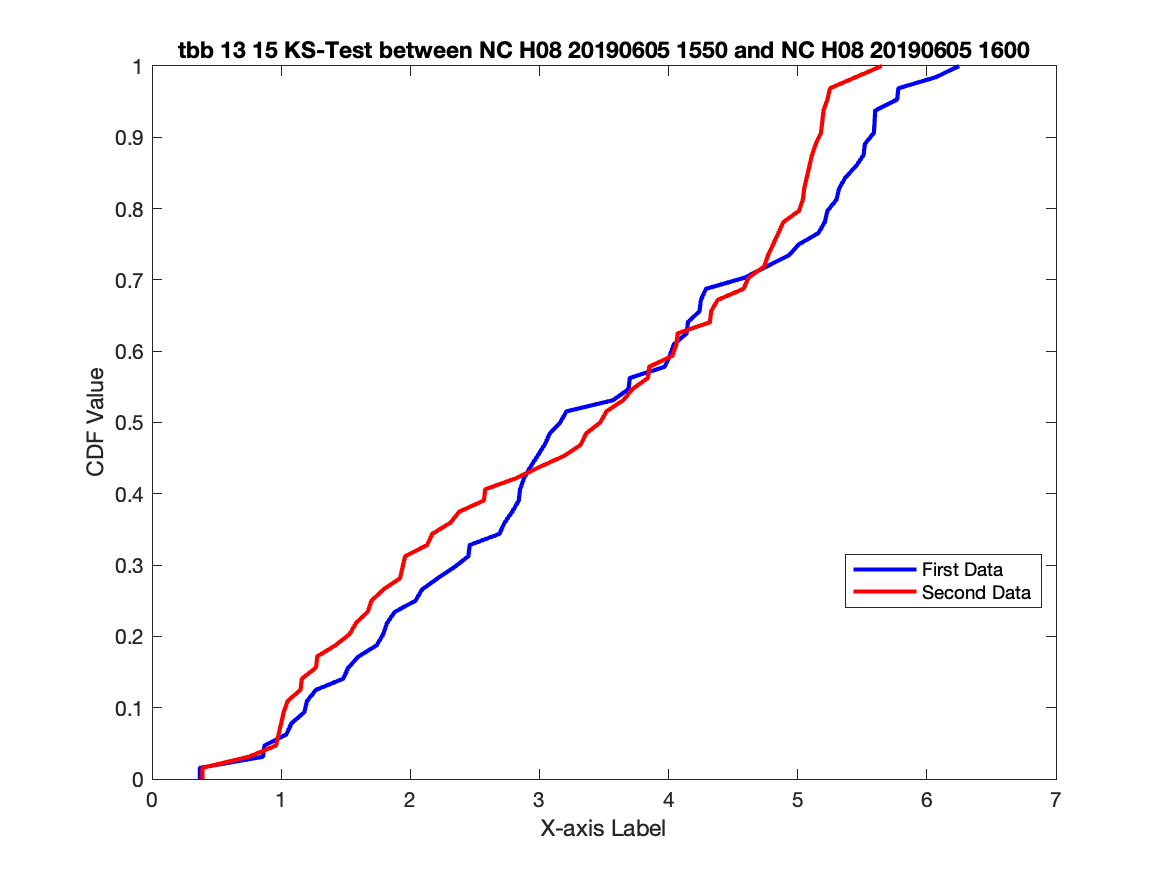 tbb 13 15 KS-Test between NC H08 20190605 1550 and NC H08 20190605 1600
1
0.9
0.8
0.7
0.6
0.5
0.4
0.3
0.2
0.1
0
CDF Value
First Data
Second Data
0 1 2 3 4 5 6 7
X-axis Label